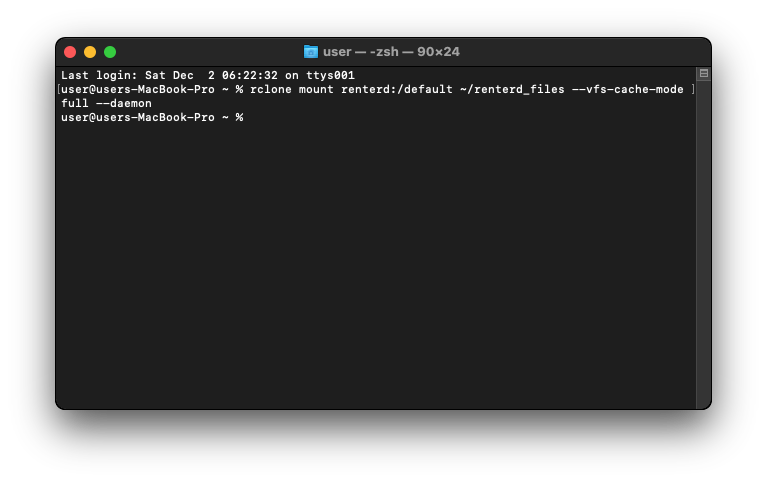 user — -zsh — 90×24
Last login: Sat Dec  2 06:22:32 on ttys001
[user@users-MacBook-Pro ~ % rclone mount renterd:/default ~/renterd_files --vfs-cache-mode ]
full --daemon
user@users-MacBook-Pro ~ %